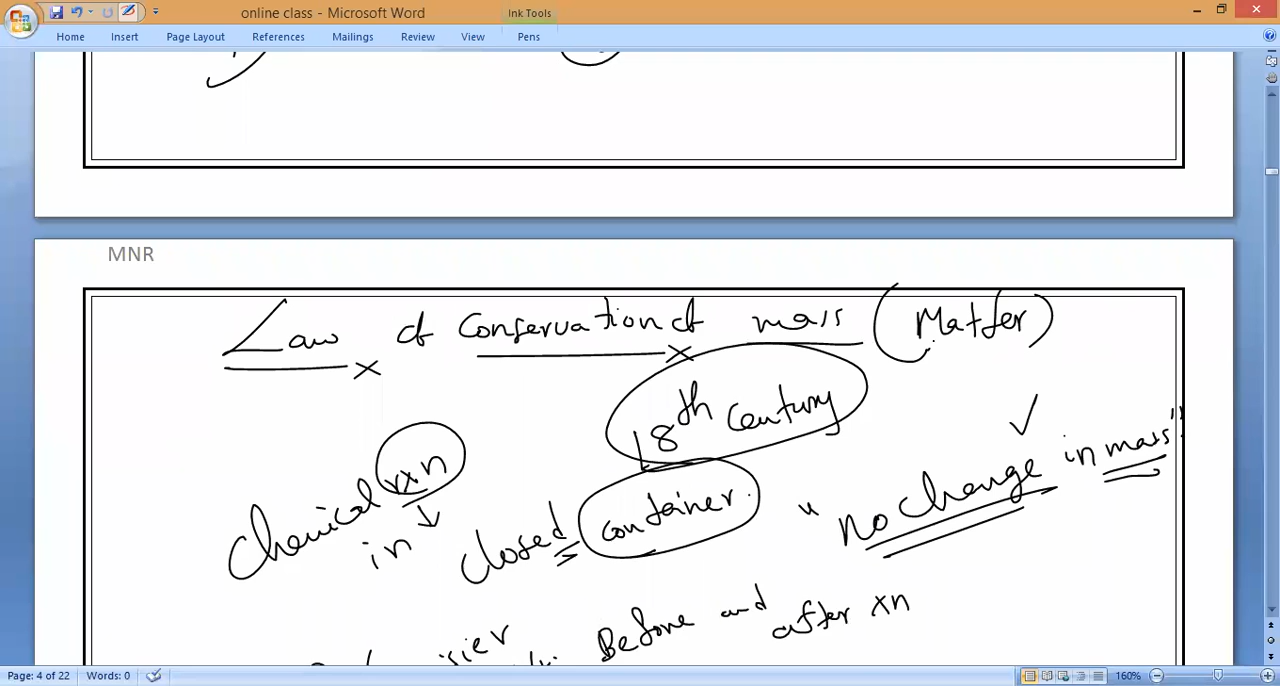 online class - Microsoft Word
Ink Tools
Home Insert Page Layout References Mailings Review View Pens
MNR
Law of Conservation of mass (Matter)
18th Century
Chemical rxn
in closed container. "no change in mass"
Before and after rxn
Page: 4 of 22 Words: 0 160%